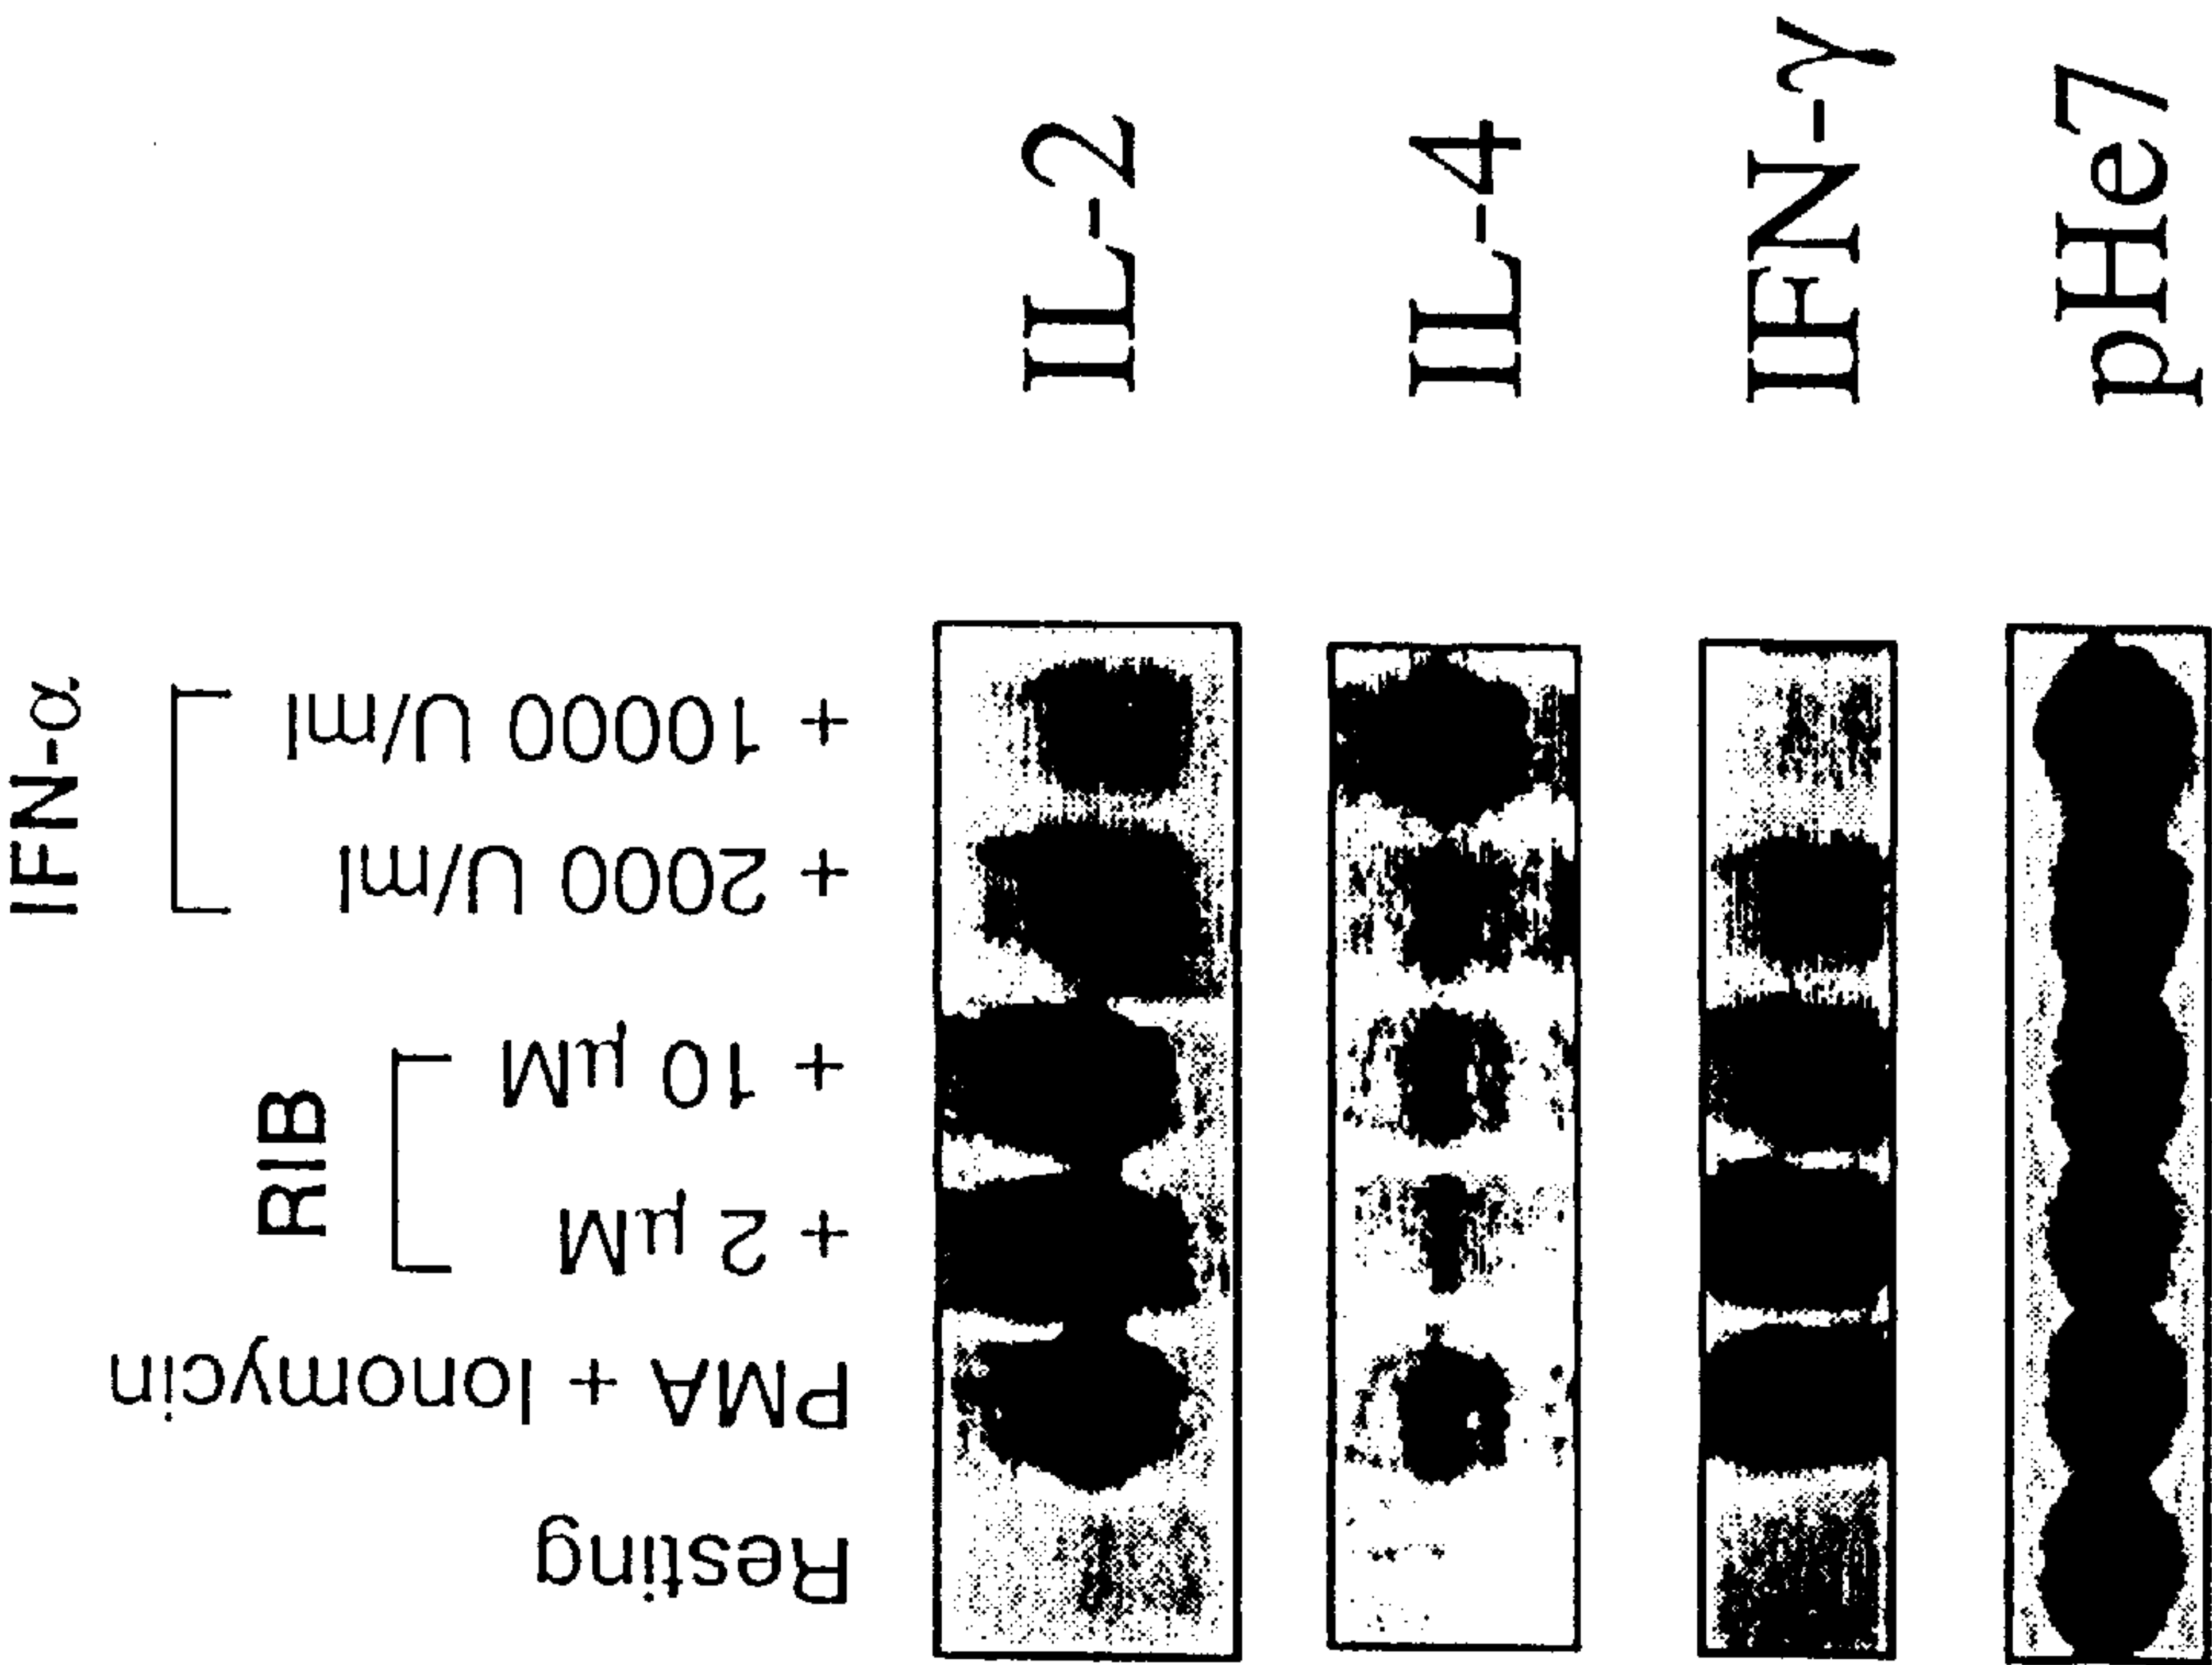 Resting
PMA + Ionomycin
RIB
+ 2 µM
+ 10 µM
IFN-α
+ 2000 U/ml
+ 10000 U/ml
IL-2
IL-4
IFN-γ
pHe7